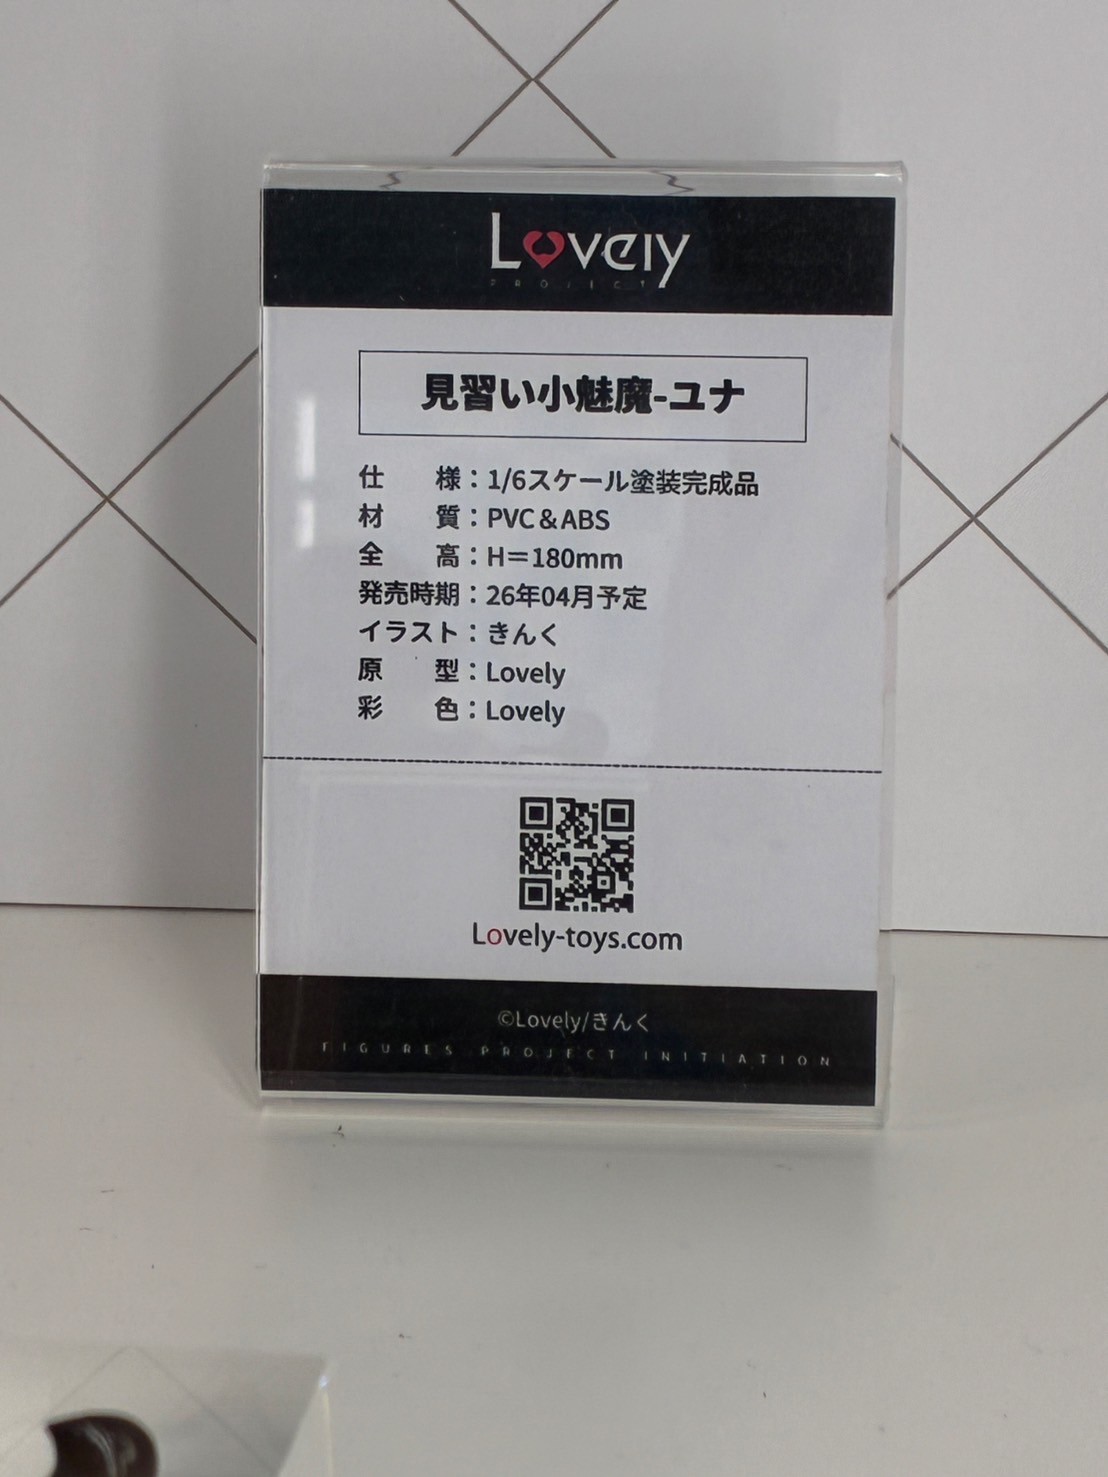 Lovely
PROJECT
見習い小魅魔-ユナ
仕様：1/6スケール塗装完成品
材質：PVC＆ABS
全高：H＝180mm
発売時期：26年04月予定
イラスト：きんく
原型：Lovely
彩色：Lovely
Lovely-toys.com
©Lovely/きんく
FIGURES PROJECT INITIATION